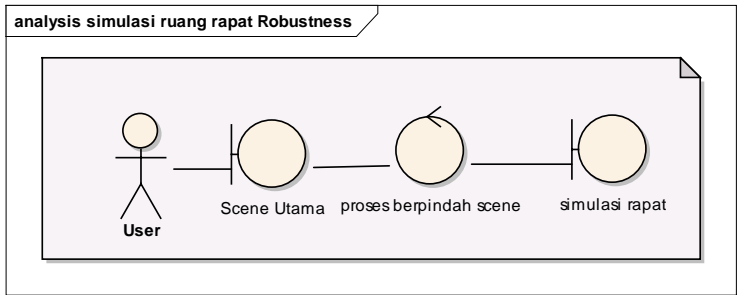 analysis simulasi ruang rapat Robustness
User
Scene Utama
proses berpindah scene
simulasi rapat